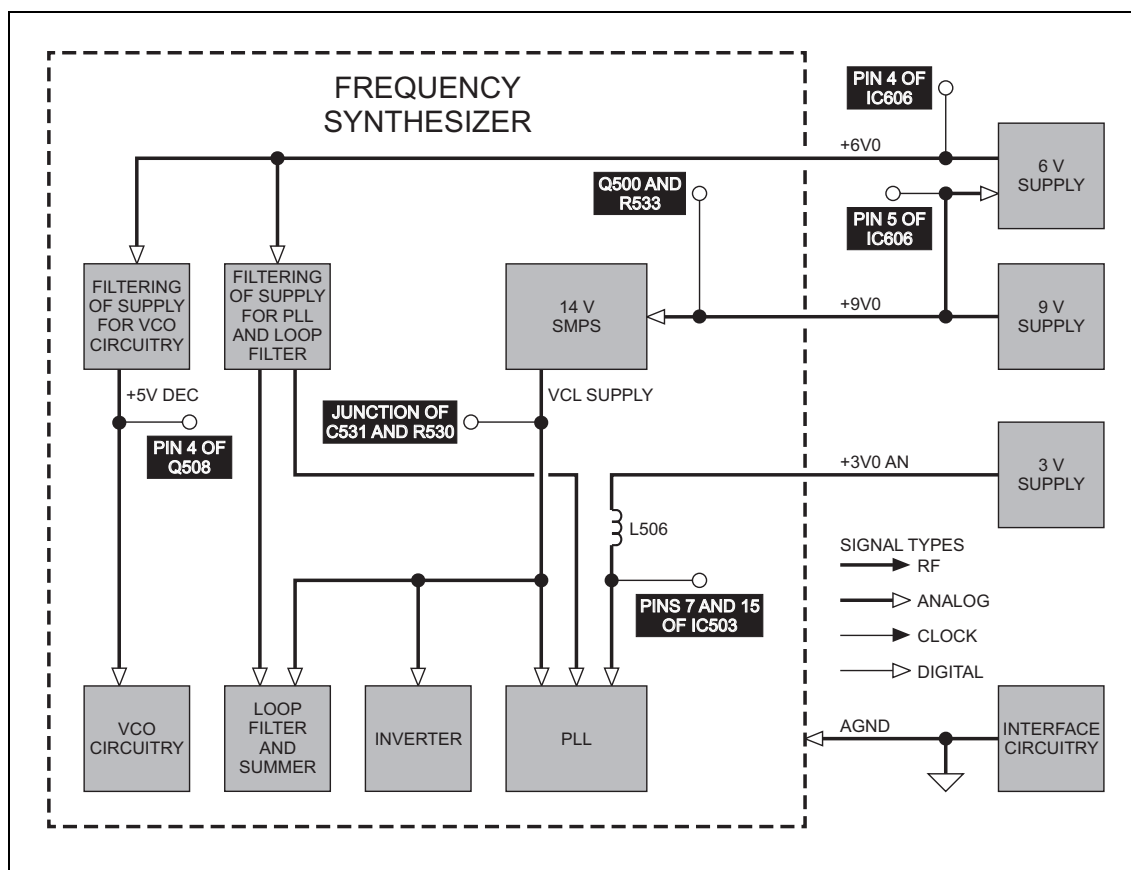 FREQUENCY
SYNTHESIZER
PIN 4 OF
IC606
+6V0
6 V
SUPPLY
Q500 AND
R533
PIN 5 OF
IC606
FILTERING
OF SUPPLY
FOR VCO
CIRCUITRY
FILTERING
OF SUPPLY
FOR PLL
AND LOOP
FILTER
14 V
SMPS
+9V0
9 V
SUPPLY
+5V DEC
VCL SUPPLY
JUNCTION OF
C531 AND R530
PIN 4 OF
Q508
+3V0 AN
3 V
SUPPLY
L506
SIGNAL TYPES
RF
ANALOG
CLOCK
DIGITAL
PINS 7 AND 15
OF IC503
VCO
CIRCUITRY
LOOP
FILTER
AND
SUMMER
INVERTER
PLL
AGND
INTERFACE
CIRCUITRY